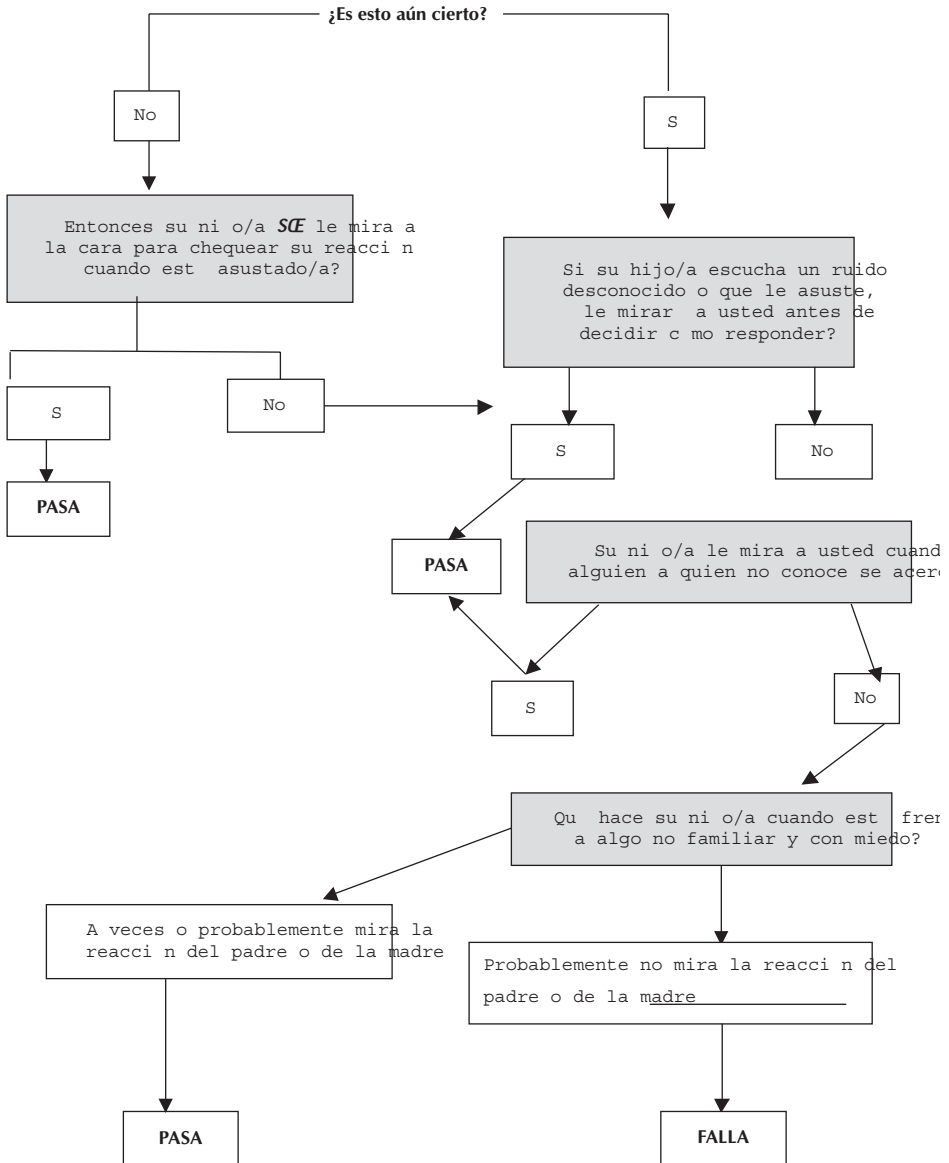 ¿Es esto aún cierto?
No
S
Entonces su ni o/a SŒ le mira a
la cara para chequear su reacci n
cuando est  asustado/a?
Si su hijo/a escucha un ruido
desconocido o que le asuste,
le mirar  a usted antes de
decidir c mo responder?
S
No
S
No
PASA
PASA
Su ni o/a le mira a usted cuand
alguien a quien no conoce se acerc
S
No
Qu  hace su ni o/a cuando est  fren
a algo no familiar y con miedo?
A veces o probablemente mira la
reacci n del padre o de la madre
Probablemente no mira la reacci n del
padre o de la madre
PASA
FALLA